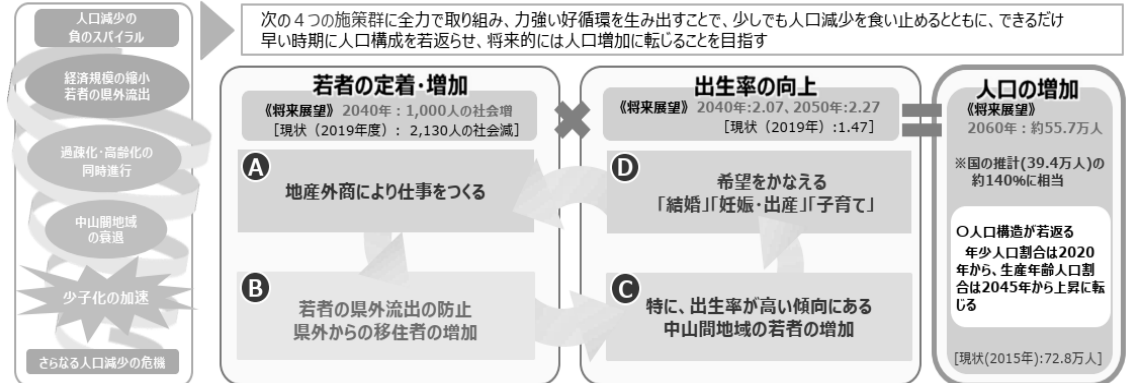 人口減少の
負のスパイラル
経済規模の縮小
若者の県外流出
過疎化・高齢化の
同時進行
中山間地域
の衰退
少子化の加速
さらなる人口減少の危機
次の４つの施策群に全力で取り組み、力強い好循環を生み出すことで、少しでも人口減少を食い止めるとともに、できるだけ
早い時期に人口構成を若返らせ、将来的には人口増加に転じることを目指す
若者の定着・増加
《将来展望》 2040年：1,000人の社会増
［現状（2019年度）： 2,130人の社会減］
A
地産外商により仕事をつくる
B
若者の県外流出の防止
県外からの移住者の増加
×
出生率の向上
《将来展望》 2040年:2.07、2050年:2.27
［現状（2019年）:1.47］
D
希望をかなえる
「結婚」「妊娠・出産」「子育て」
C
特に、出生率が高い傾向にある
中山間地域の若者の増加
＝
人口の増加
《将来展望》
2060年：約55.7万人
※国の推計(39.4万人)の
約140%に相当
〇人口構造が若返る
年少人口割合は2020
年から、生産年齢人口割
合は2045年から上昇に転
じる
［現状(2015年):72.8万人］